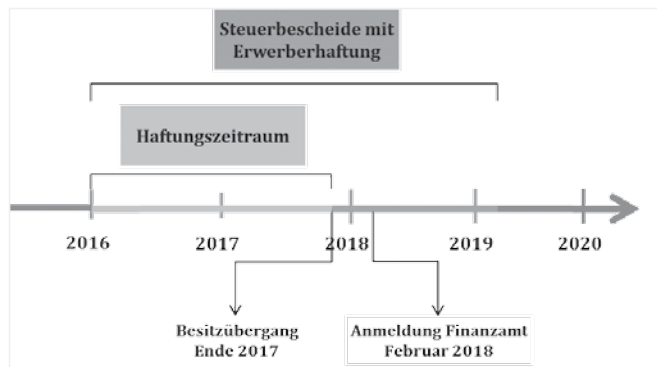 Steuerbescheide mit
Erwerberhaftung
Haftungszeitraum
2016
2017
2018
2019
2020
Besitzübergang
Ende 2017
Anmeldung Finanzamt
Februar 2018